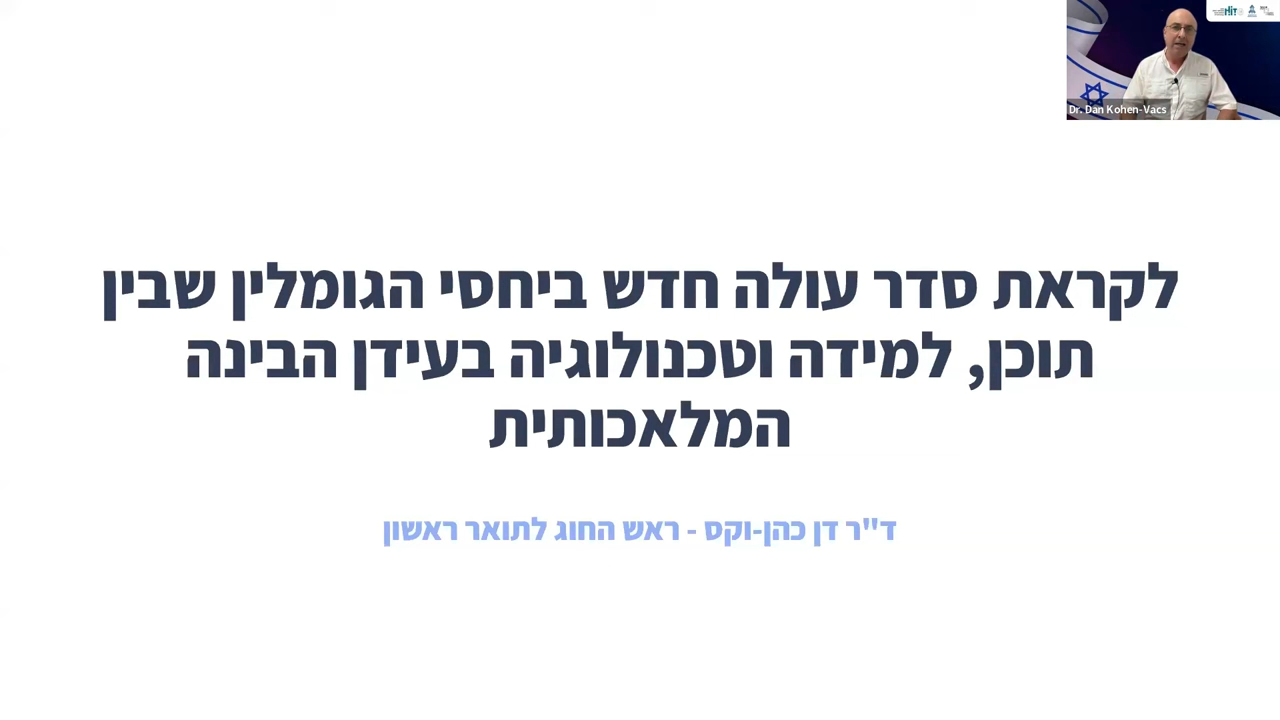 HiT
Dr. Dan Kohen-Vacs
לקראת סדר עולה חדש ביחסי הגומלין שבין
תוכן, למידה וטכנולוגיה בעידן הבינה
המלאכותית
ד"ר דן כהן-וקס - ראש החוג לתואר ראשון